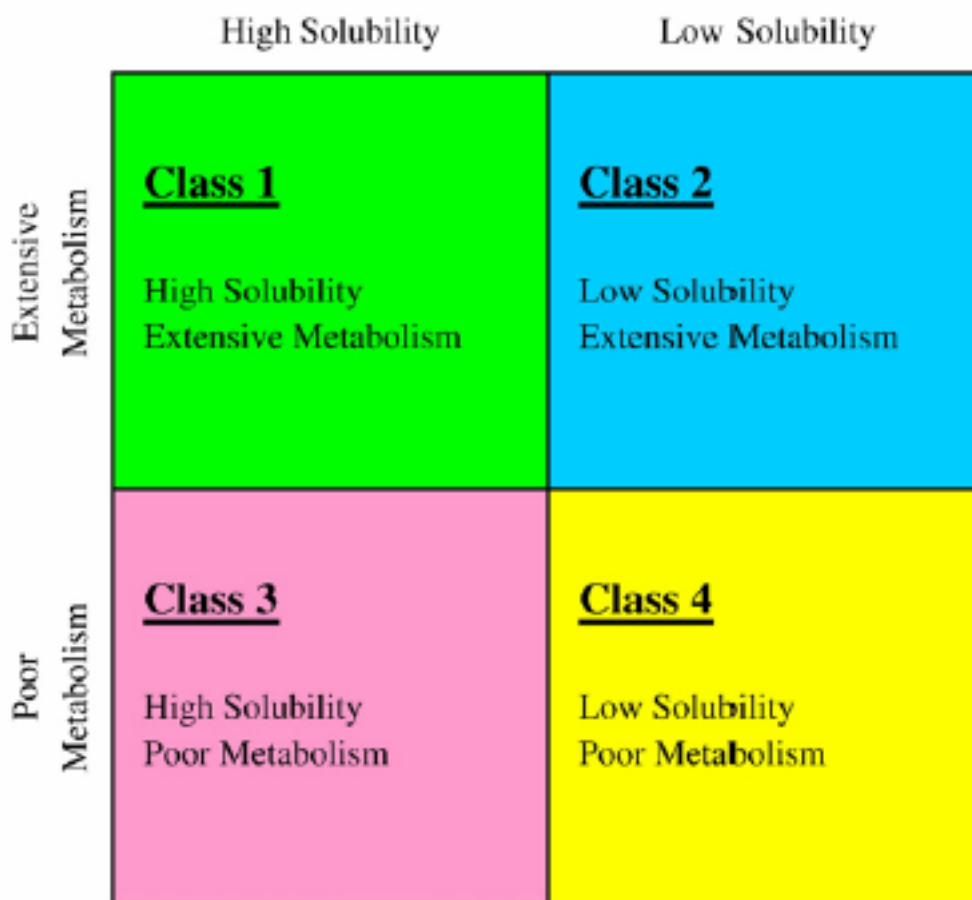 High Solubility
Low Solubility
Extensive
Metabolism
Class 1
High Solubility
Extensive Metabolism
Class 2
Low Solubility
Extensive Metabolism
Poor
Metabolism
Class 3
High Solubility
Poor Metabolism
Class 4
Low Solubility
Poor Metabolism